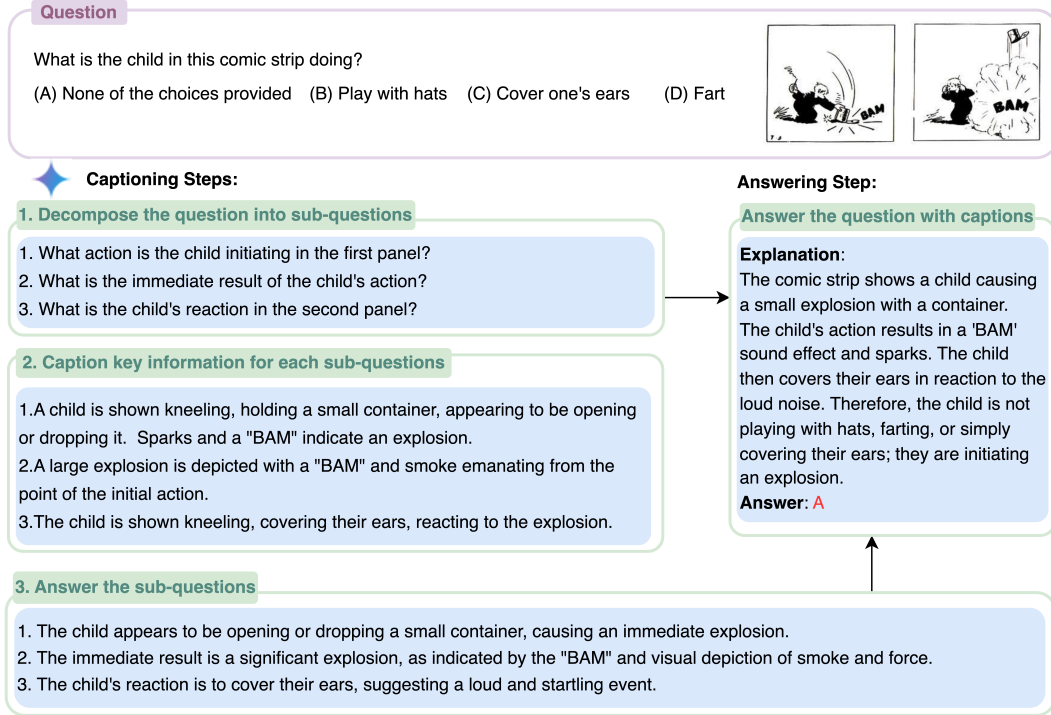 Question
What is the child in this comic strip doing?
(A) None of the choices provided (B) Play with hats (C) Cover one's ears (D) Fart
BAM
BAM
Captioning Steps:
1. Decompose the question into sub-questions
1. What action is the child initiating in the first panel?
2. What is the immediate result of the child's action?
3. What is the child's reaction in the second panel?
2. Caption key information for each sub-questions
1.A child is shown kneeling, holding a small container, appearing to be opening
or dropping it. Sparks and a "BAM" indicate an explosion.
2.A large explosion is depicted with a "BAM" and smoke emanating from the
point of the initial action.
3.The child is shown kneeling, covering their ears, reacting to the explosion.
Answering Step:
Answer the question with captions
Explanation:
The comic strip shows a child causing
a small explosion with a container.
The child's action results in a 'BAM'
sound effect and sparks. The child
then covers their ears in reaction to the
loud noise. Therefore, the child is not
playing with hats, farting, or simply
covering their ears; they are initiating
an explosion.
Answer: A
3. Answer the sub-questions
1. The child appears to be opening or dropping a small container, causing an immediate explosion.
2. The immediate result is a significant explosion, as indicated by the "BAM" and visual depiction of smoke and force.
3. The child's reaction is to cover their ears, suggesting a loud and startling event.